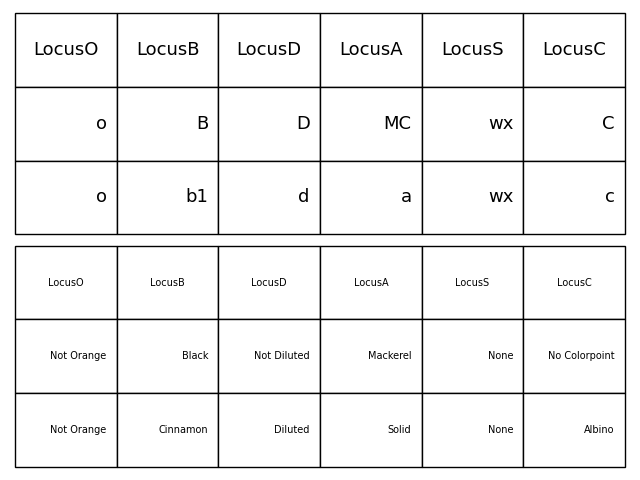 LocusO LocusB LocusD LocusA LocusS LocusC
o B D MC wx C
o b1 d a wx c
LocusO LocusB LocusD LocusA LocusS LocusC
Not Orange Black Not Diluted Mackerel None No Colorpoint
Not Orange Cinnamon Diluted Solid None Albino